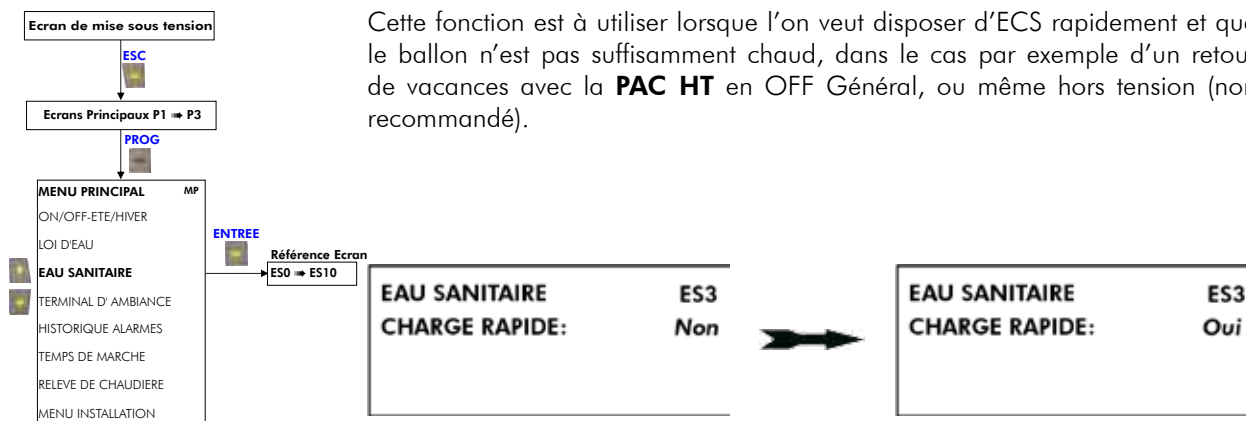 Ecran de mise sous tension
ESC
Ecrans Principaux P1 ➠ P3
PROG
MENU PRINCIPAL MP
ON/OFF-ETE/HIVER
LOI D'EAU
EAU SANITAIRE
TERMINAL D' AMBIANCE
HISTORIQUE ALARMES
TEMPS DE MARCHE
RELEVE DE CHAUDIERE
MENU INSTALLATION
ENTREE
Référence Ecran
ES0 ➠ ES10
Cette fonction est à utiliser lorsque l'on veut disposer d'ECS rapidement et que
le ballon n'est pas suffisamment chaud, dans le cas par exemple d'un retou
de vacances avec la PAC HT en OFF Général, ou même hors tension (non
recommandé).
EAU SANITAIRE ES3
CHARGE RAPIDE: Non
EAU SANITAIRE ES3
CHARGE RAPIDE: Oui